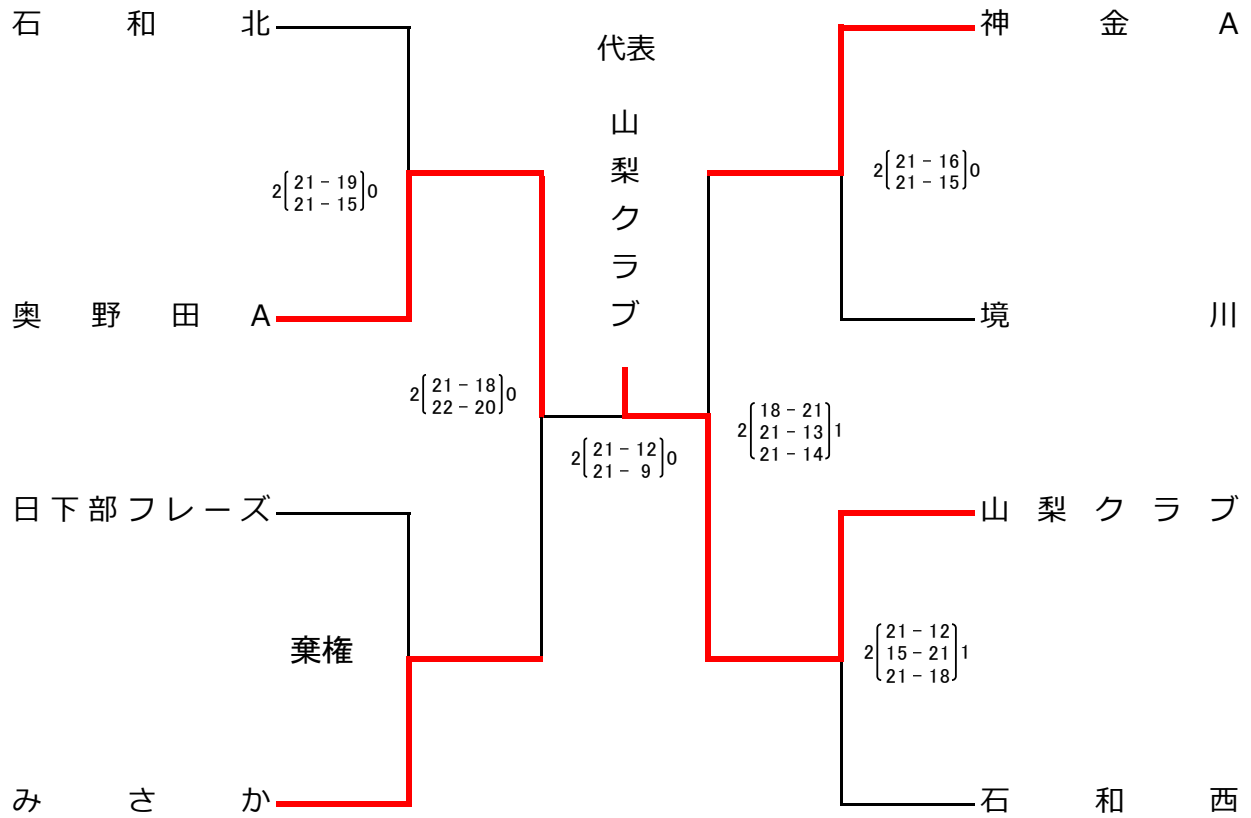 石和北
神金A
代表
山梨クラブ
2 21 - 19 0
21 - 15
2 21 - 16 0
21 - 15
奥野田A
境川
2 21 - 18 0
22 - 20
18 - 21
2 21 - 13 1
21 - 14
2 21 - 12 0
21 - 9
日下部フレーズ
山梨クラブ
棄権
21 - 12
2 15 - 21 1
21 - 18
みさか
石和西